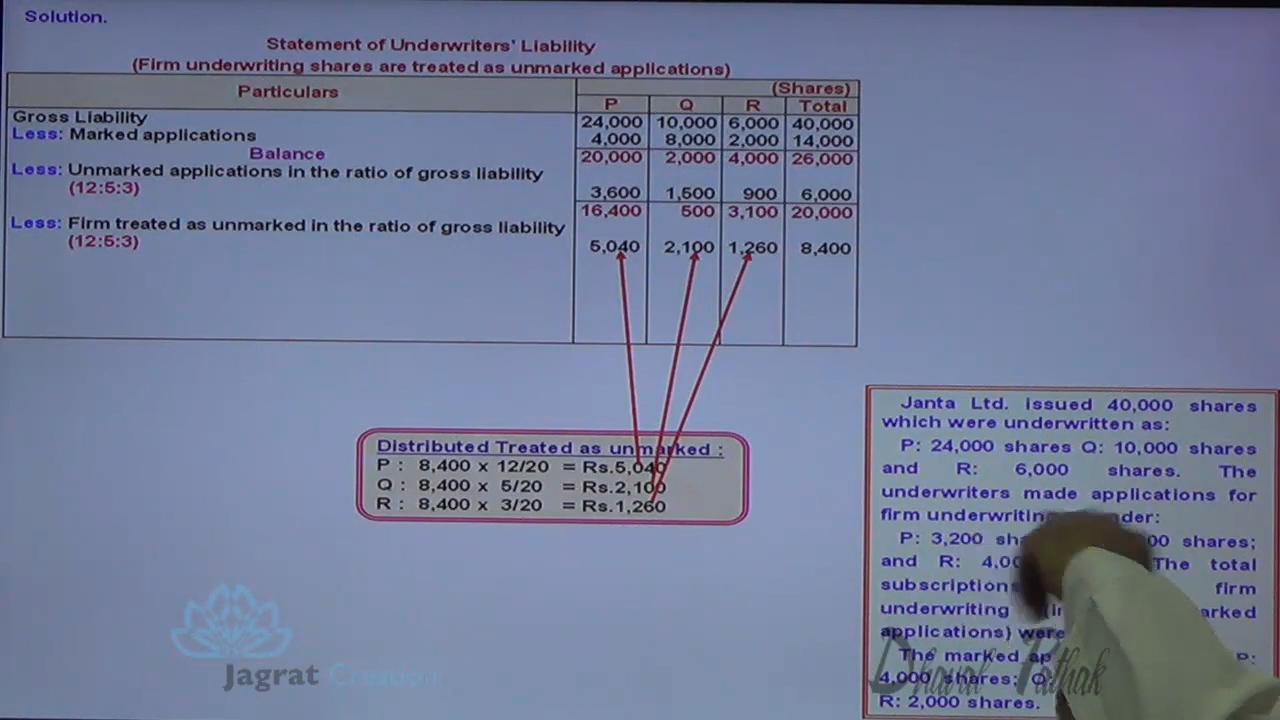 Solution.
Statement of Underwriters' Liability
(Firm underwriting shares are treated as unmarked applications)
Particulars (Shares)
P Q R Total
Gross Liability 24,000 10,000 6,000 40,000
Less: Marked applications 4,000 8,000 2,000 14,000
Balance 20,000 2,000 4,000 26,000
Less: Unmarked applications in the ratio of gross liability
(12:5:3) 3,600 1,500 900 6,000
16,400 500 3,100 20,000
Less: Firm treated as unmarked in the ratio of gross liability
(12:5:3) 5,040 2,100 1,260 8,400
Distributed Treated as unmarked :
P : 8,400 x 12/20 = Rs.5,040
Q : 8,400 x 5/20 = Rs.2,100
R : 8,400 x 3/20 = Rs.1,260
Janta Ltd. issued 40,000 shares
which were underwritten as:
P: 24,000 shares Q: 10,000 shares
and R: 6,000 shares. The
underwriters made applications for
firm
P: 3,200 shares;
and R: The total
firm
underwriting
applications) were
The marked P:
4,000 shares; Q:
R: 2,000 shares.
Jagrat Creation
Dhaval Pathak